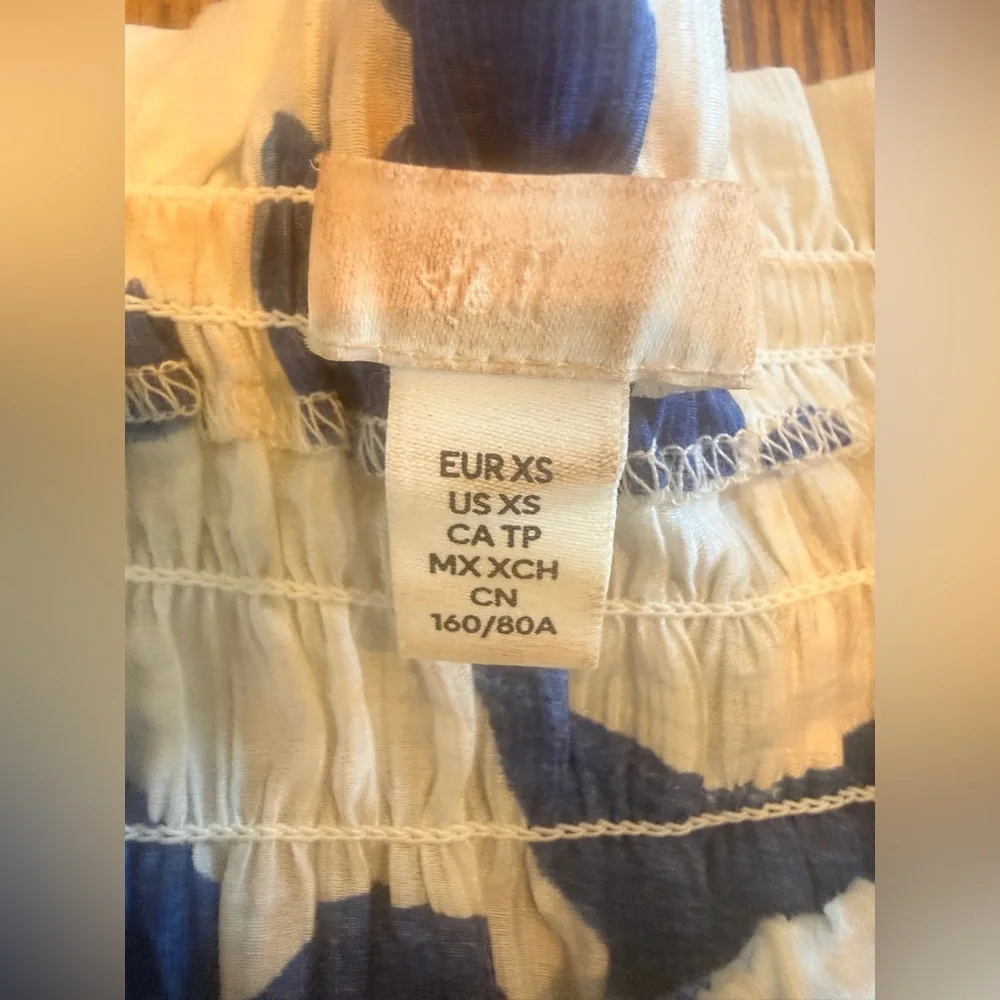 H&M
EUR XS
US XS
CA TP
MX XCH
CN
160/80A